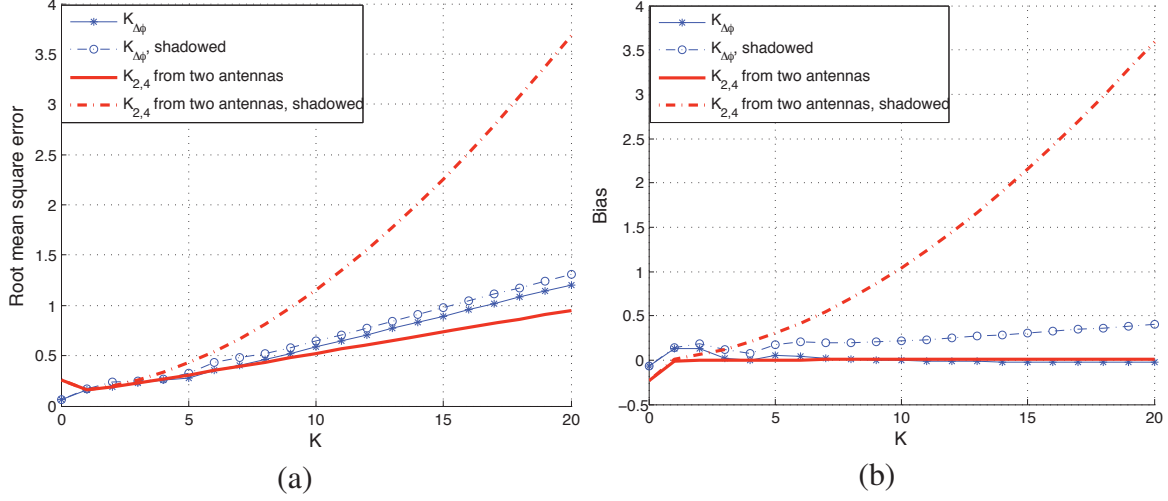 K_Δϕ
K_Δϕ, shadowed
K_2,4 from two antennas
K_2,4 from two antennas, shadowed
Root mean square error
4
3.5
3
2.5
2
1.5
1
0.5
0
0 5 10 15 20
K
(a)
K_Δϕ
K_Δϕ, shadowed
K_2,4 from two antennas
K_2,4 from two antennas, shadowed
Bias
4
3.5
3
2.5
2
1.5
1
0.5
0
−0.5
0 5 10 15 20
K
(b)